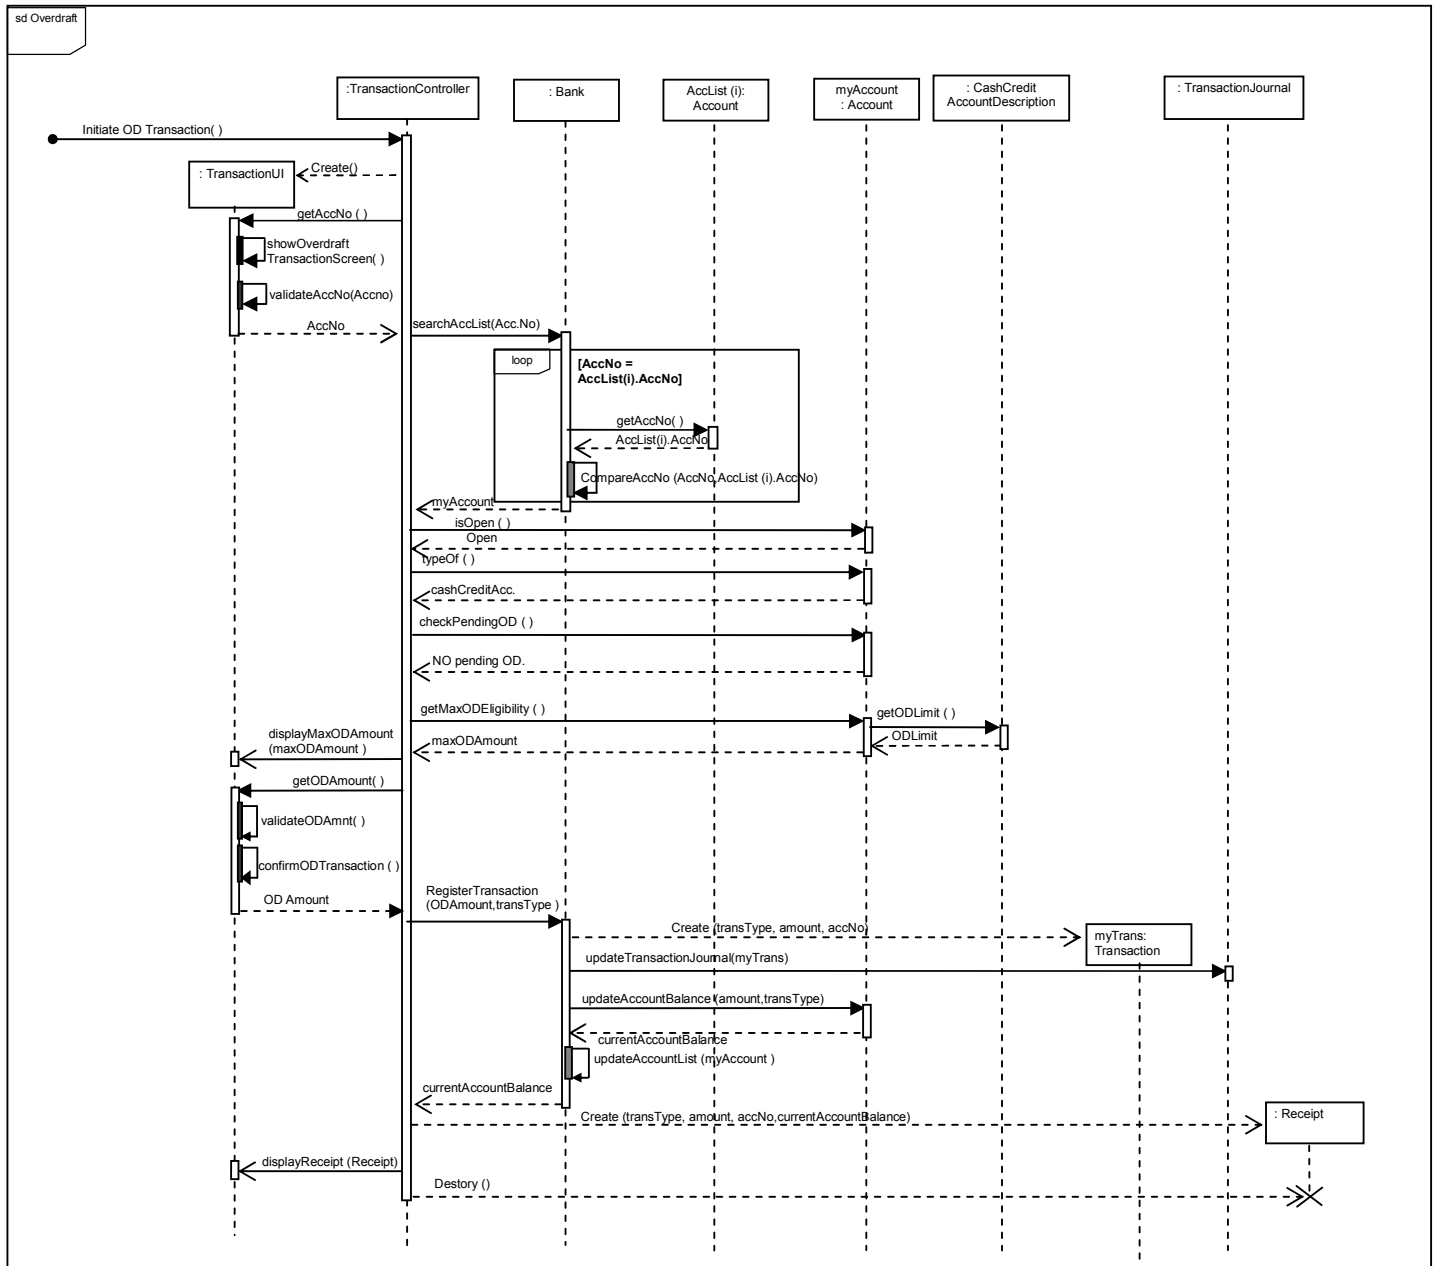 sd Overdraft
:TransactionController
: Bank
AccList (i):
Account
myAccount
: Account
: CashCredit
AccountDescription
: TransactionJournal
Initiate OD Transaction( )
Create()
: TransactionUI
getAccNo ( )
showOverdraft
TransactionScreen( )
validateAccNo(Accno)
AccNo
searchAccList(Acc.No)
loop
[AccNo =
AccList(i).AccNo]
getAccNo( )
AccList(i).AccNo
CompareAccNo (AccNo,AccList (i).AccNo)
myAccount
isOpen ( )
Open
typeOf ( )
cashCreditAcc.
checkPendingOD ( )
NO pending OD.
getMaxODEligibility ( )
getODLimit ( )
displayMaxODAmount
(maxODAmount )
maxODAmount
ODLimit
getODAmount( )
validateODAmnt( )
confirmODTransaction ( )
OD Amount
RegisterTransaction
(ODAmount,transType )
Create (transType, amount, accNo)
myTrans:
Transaction
updateTransactionJournal(myTrans)
updateAccountBalance (amount,transType)
currentAccountBalance
updateAccountList (myAccount )
currentAccountBalance
Create (transType, amount, accNo,currentAccountBalance)
: Receipt
displayReceipt (Receipt)
Destory ()